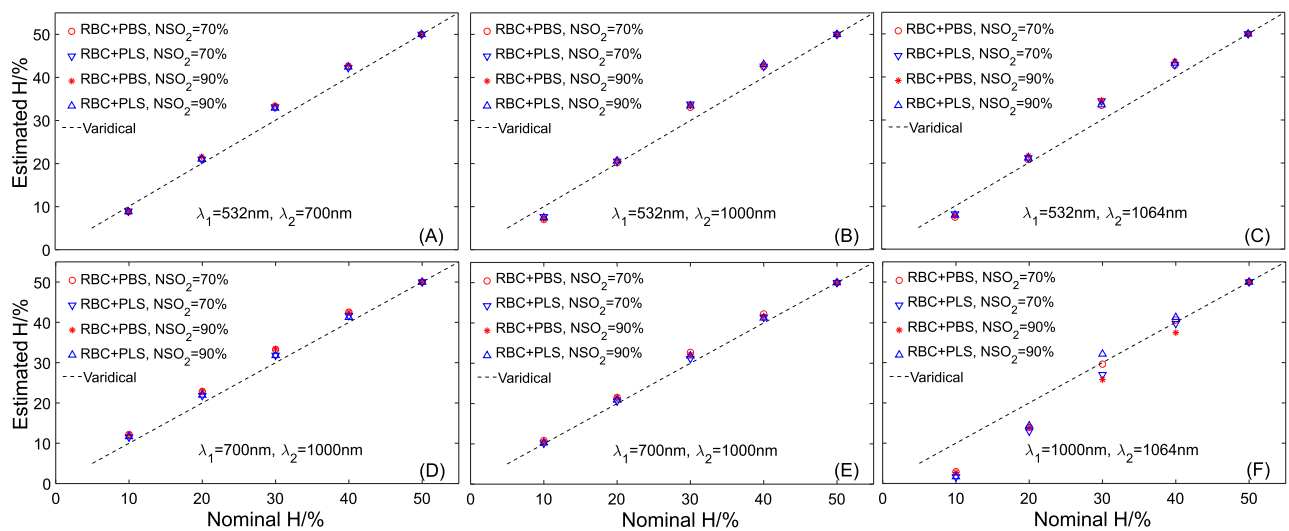 Estimated H/%
50
40
30
20
10
0
RBC+PBS, NSO2=70%
RBC+PLS, NSO2=70%
RBC+PBS, NSO2=90%
RBC+PLS, NSO2=90%
Varidical
λ1=532nm, λ2=700nm
(A)
RBC+PBS, NSO2=70%
RBC+PLS, NSO2=70%
RBC+PBS, NSO2=90%
RBC+PLS, NSO2=90%
Varidical
λ1=532nm, λ2=1000nm
(B)
RBC+PBS, NSO2=70%
RBC+PLS, NSO2=70%
RBC+PBS, NSO2=90%
RBC+PLS, NSO2=90%
Varidical
λ1=532nm, λ2=1064nm
(C)
Estimated H/%
50
40
30
20
10
0
RBC+PBS, NSO2=70%
RBC+PLS, NSO2=70%
RBC+PBS, NSO2=90%
RBC+PLS, NSO2=90%
Varidical
λ1=700nm, λ2=1000nm
(D)
0 10 20 30 40 50
Nominal H/%
RBC+PBS, NSO2=70%
RBC+PLS, NSO2=70%
RBC+PBS, NSO2=90%
RBC+PLS, NSO2=90%
Varidical
λ1=700nm, λ2=1000nm
(E)
0 10 20 30 40 50
Nominal H/%
RBC+PBS, NSO2=70%
RBC+PLS, NSO2=70%
RBC+PBS, NSO2=90%
RBC+PLS, NSO2=90%
Varidical
λ1=1000nm, λ2=1064nm
(F)
0 10 20 30 40 50
Nominal H/%